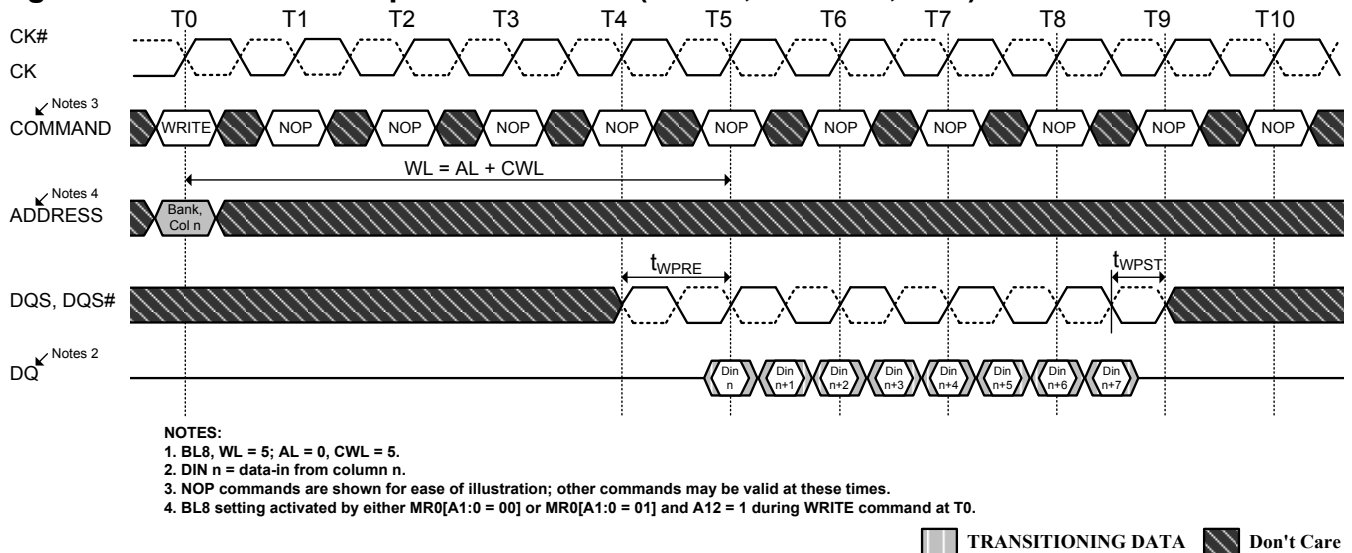 T0 T1 T2 T3 T4 T5 T6 T7 T8 T9 T10
CK#
CK
Notes 3
COMMAND
WRITE NOP NOP NOP NOP NOP NOP NOP NOP NOP NOP
WL = AL + CWL
Notes 4
ADDRESS
Bank,
Col n
tWPRE
tWPST
DQS, DQS#
Notes 2
DQ
Din n Din n+1 Din n+2 Din n+3 Din n+4 Din n+5 Din n+6 Din n+7
NOTES:
1. BL8, WL = 5; AL = 0, CWL = 5.
2. DIN n = data-in from column n.
3. NOP commands are shown for ease of illustration; other commands may be valid at these times.
4. BL8 setting activated by either MR0[A1:0 = 00] or MR0[A1:0 = 01] and A12 = 1 during WRITE command at T0.
TRANSITIONING DATA Don't Care